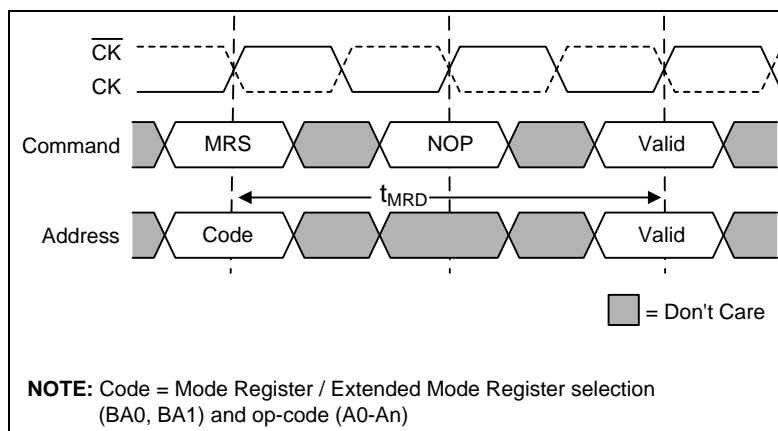 C̅K̅
CK
Command MRS NOP Valid
tMRD
Address Code Valid
= Don't Care
NOTE: Code = Mode Register / Extended Mode Register selection
(BA0, BA1) and op-code (A0-An)